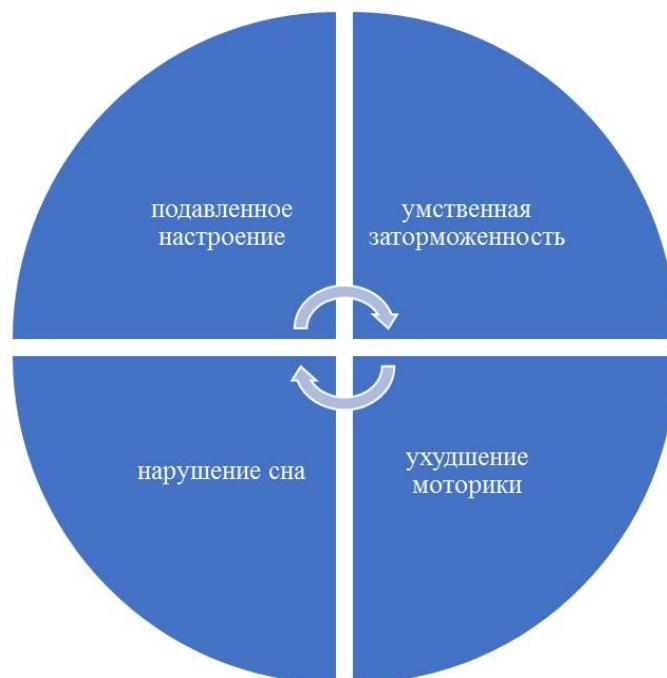 подавленное
настроение
умственная
заторможенность
нарушение сна
ухудшение
моторики